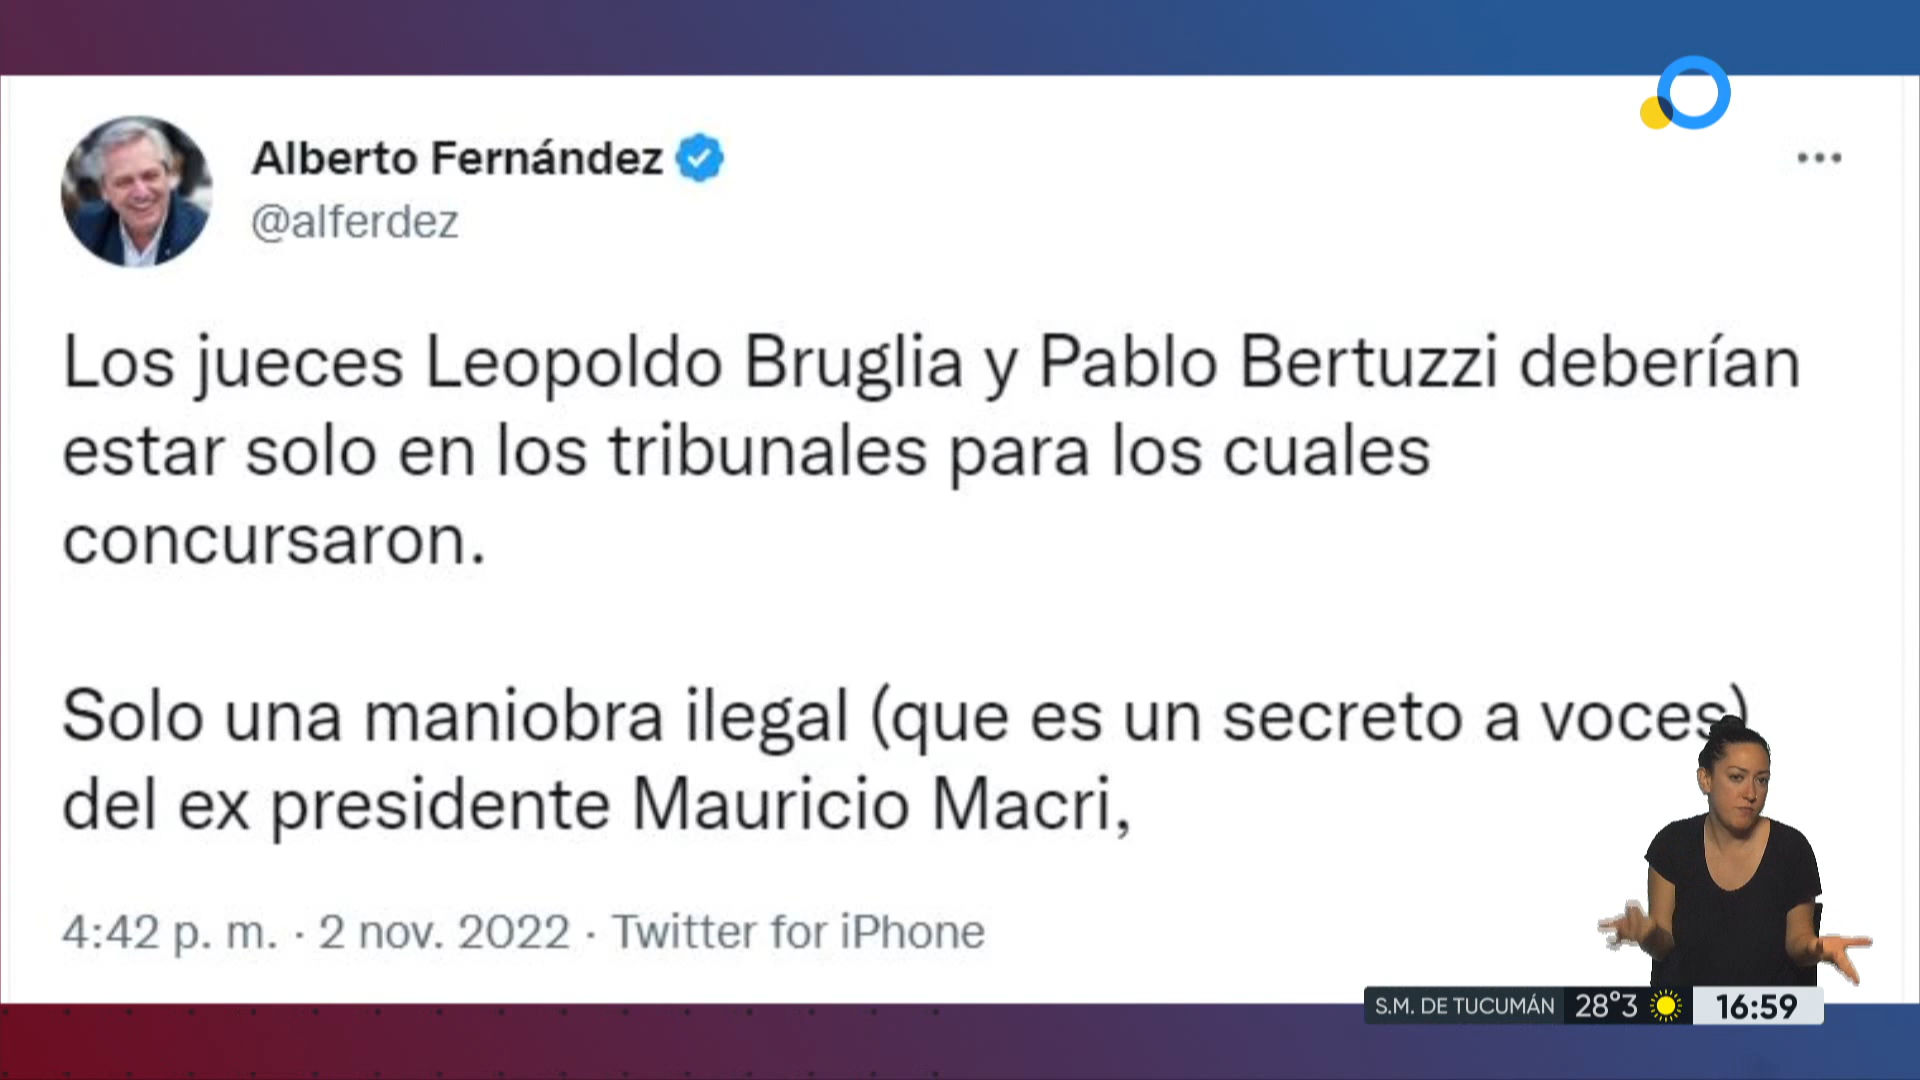 Alberto Fernández
@alferdez
Los jueces Leopoldo Bruglia y Pablo Bertuzzi deberían
estar solo en los tribunales para los cuales
concursaron.
Solo una maniobra ilegal (que es un secreto a voces)
del ex presidente Mauricio Macri,
4:42 p. m. · 2 nov. 2022 · Twitter for iPhone
S.M. DE TUCUMÁN 28°3 16:59